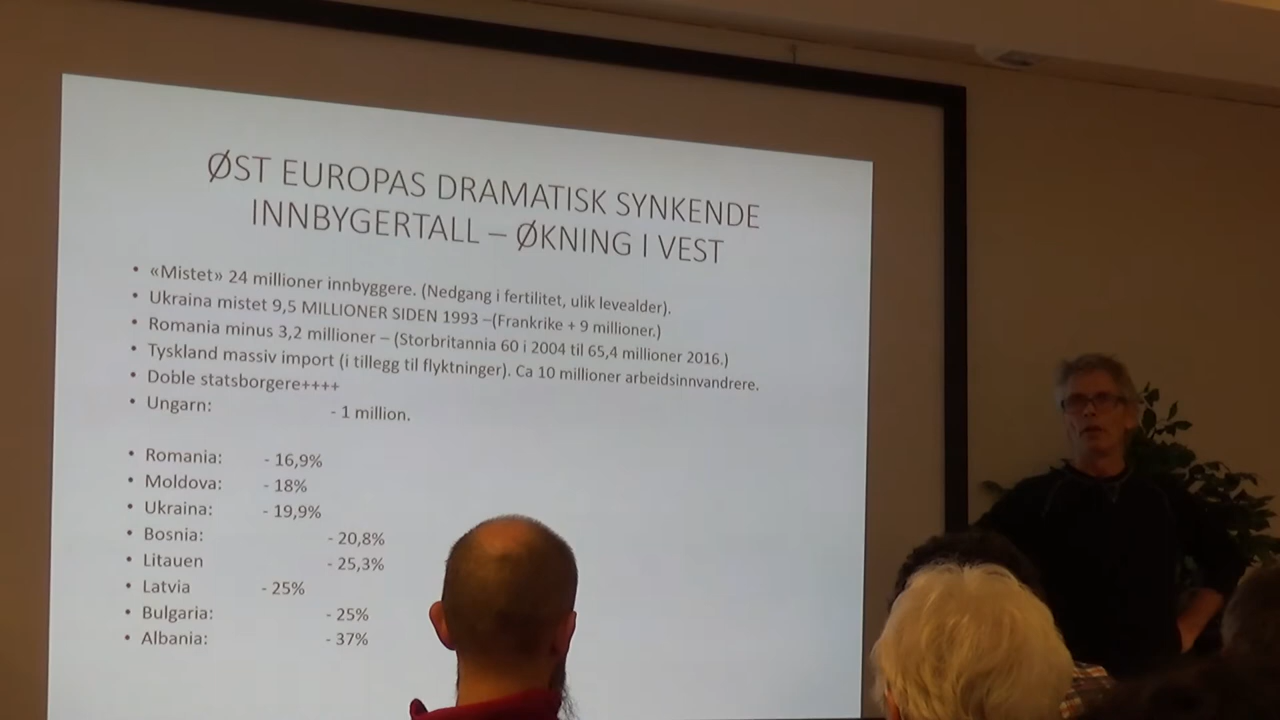 ØST EUROPAS DRAMATISK SYNKENDE
INNBYGERTALL – ØKNING I VEST
• «Mistet» 24 millioner innbyggere. (Nedgang i fertilitet, ulik levealder).
• Ukraina mistet 9,5 MILLIONER SIDEN 1993 –(Frankrike + 9 millioner.)
• Romania minus 3,2 millioner – (Storbritannia 60 i 2004 til 65,4 millioner 2016.)
• Tyskland massiv import (i tillegg til flyktninger). Ca 10 millioner arbeidsinnvandrere.
• Doble statsborgere++++
• Ungarn: - 1 million.
• Romania: - 16,9%
• Moldova: - 18%
• Ukraina: - 19,9%
• Bosnia: - 20,8%
• Litauen - 25,3%
• Latvia - 25%
• Bulgaria: - 25%
• Albania: - 37%